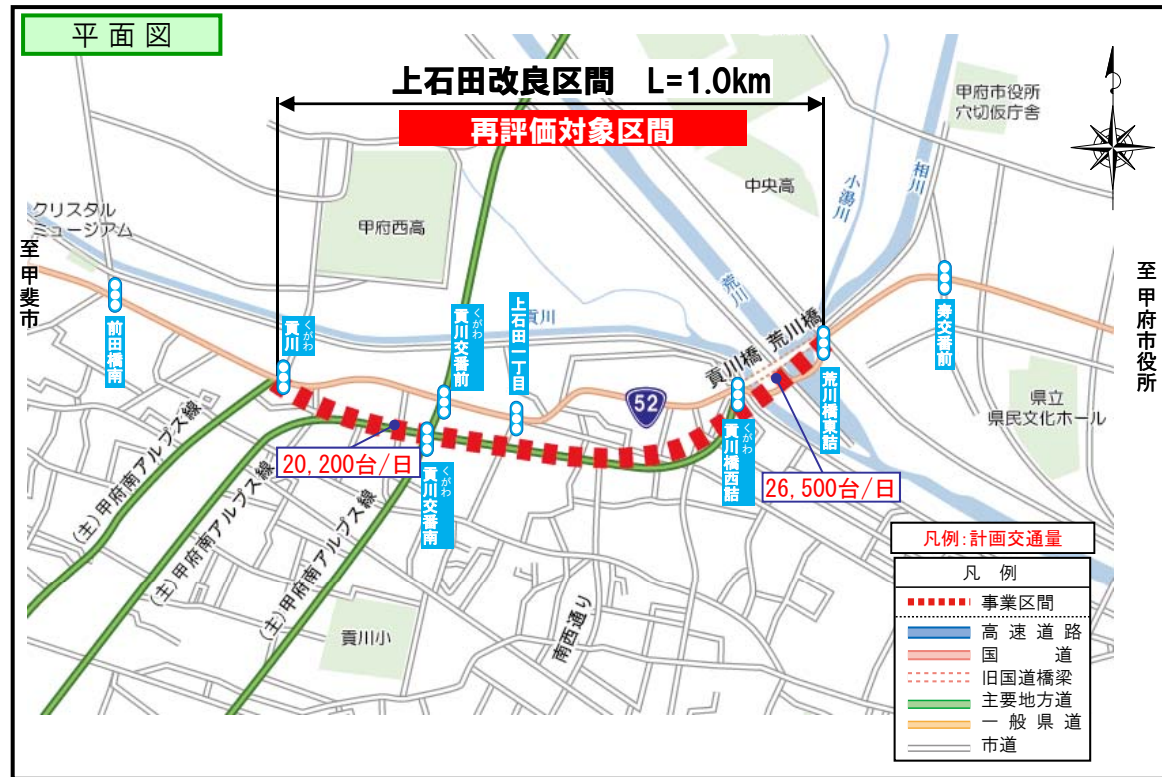 平面図
上石田改良区間 L=1.0km
再評価対象区間
甲府市役所
穴切仮庁舎
中央高
小湯川
相川
クリスタル
ミュージアム
甲府西高
至甲斐市
至甲府市役所
荒川
貢川
前田橋南
貢川
くがわ
貢川交番前
くがわ
上石田一丁目
貢川橋
荒川橋
寿交番前
52
県立
県民文化ホール
荒川橋東詰
貢川橋西詰
くがわ
貢川交番南
くがわ
20,200台/日
26,500台/日
(主)甲府南アルプス線
(主)甲府南アルプス線
(主)甲府南アルプス線
貢川小
南西通り
凡例:計画交通量
凡例
事業区間
高速道路
国道
旧国道橋梁
主要地方道
一般県道
市道